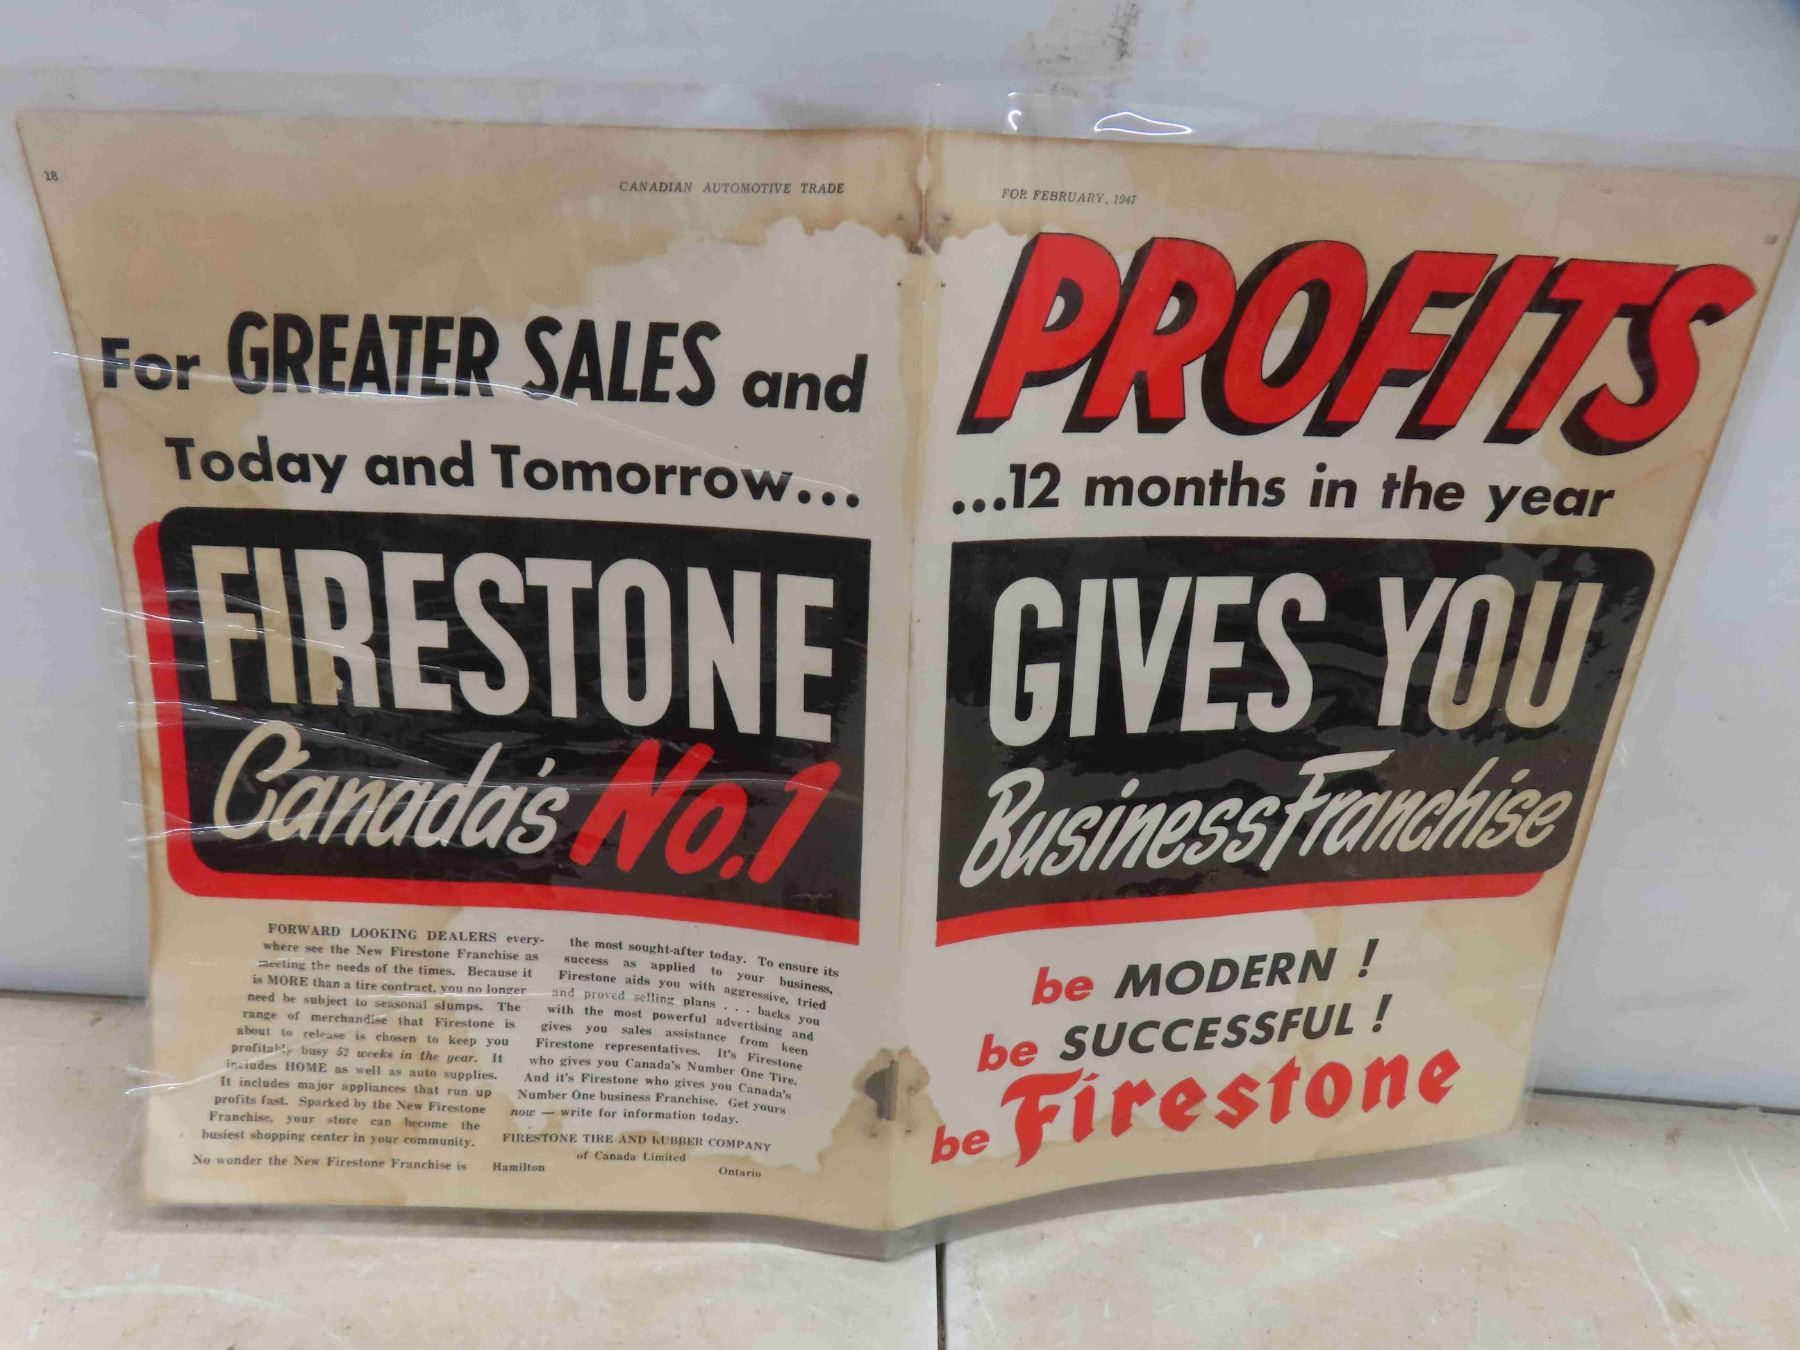 18
CANADIAN AUTOMOTIVE TRADE
For GREATER SALES and
Today and Tomorrow...
FIRESTONE
Canada's No.1
FORWARD LOOKING DEALERS every-
where see the New Firestone Franchise as
meeting the needs of the times. Because it
is MORE than a tire contract, you no longer
need be subject to seasonal slumps. The
range of merchandise that Firestone is
about to release is chosen to keep you
profitably busy 52 weeks in the year. It
includes HOME as well as auto supplies.
It includes major appliances that run up
profits fast. Sparked by the New Firestone
Franchise, your store can become the
busiest shopping center in your community.
No wonder the New Firestone Franchise is
the most sought-after today. To ensure its
success as applied to your business,
Firestone aids you with aggressive, tried
and proved selling plans . . . backs you
with the most powerful advertising and
gives you sales assistance from keen
Firestone representatives. It's Firestone
who gives you Canada's Number One Tire.
And it's Firestone who gives you Canada's
Number One business Franchise. Get yours
now — write for information today.
FIRESTONE TIRE AND RUBBER COMPANY
of Canada Limited
Hamilton Ontario
FOR FEBRUARY, 1947
PROFITS
...12 months in the year
GIVES YOU
Business Franchise
be MODERN !
be SUCCESSFUL !
be Firestone